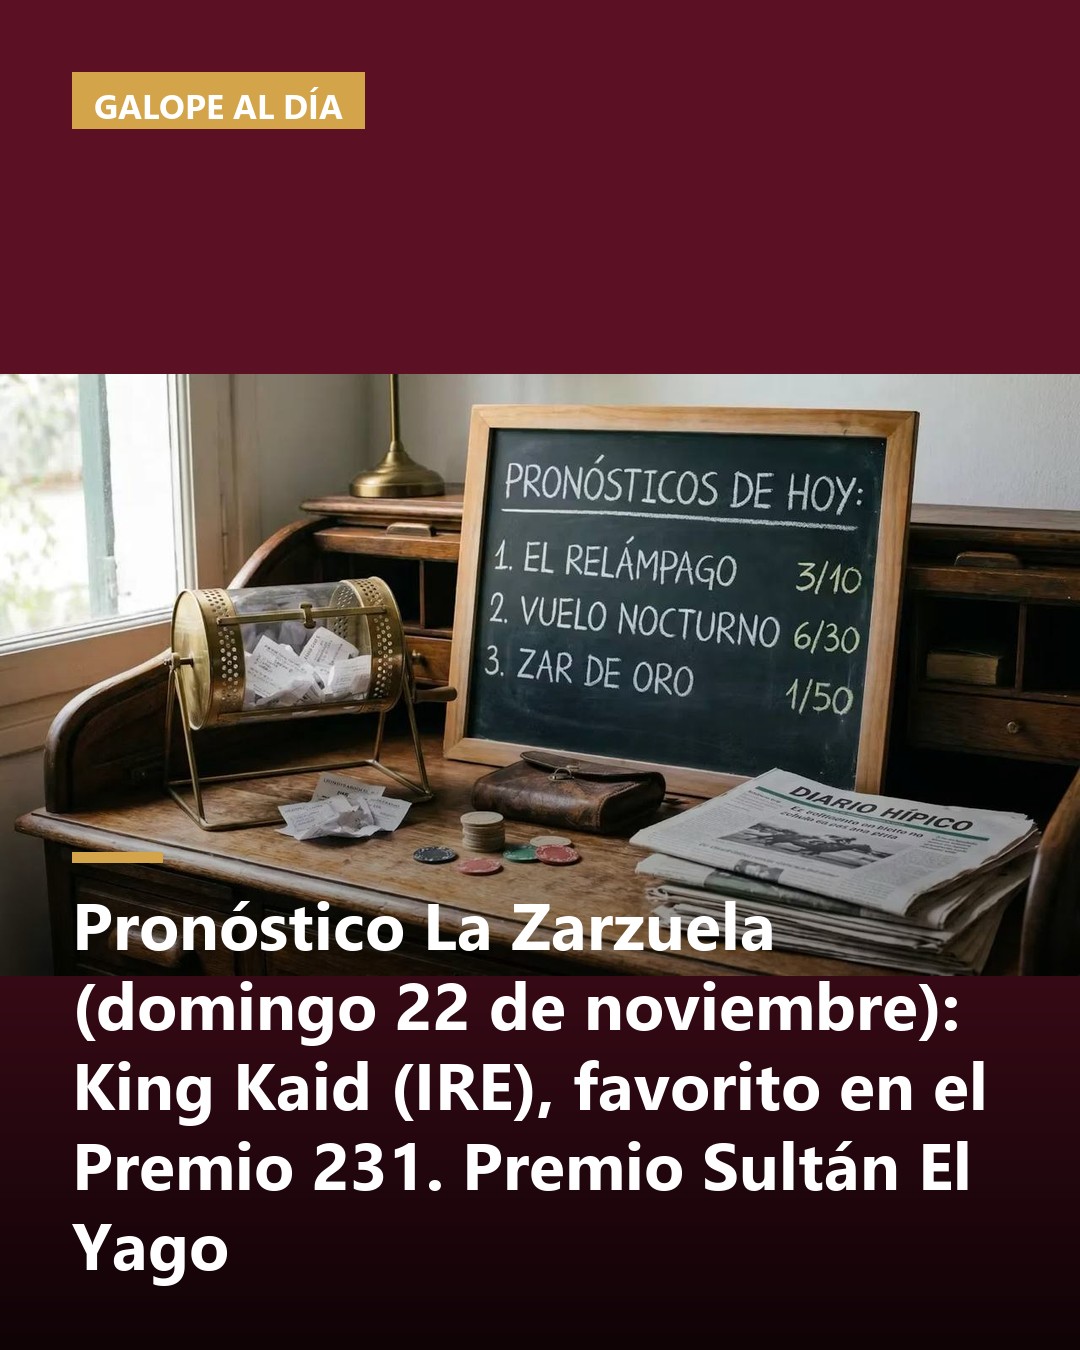 GALOPE AL DÍA
PRONÓSTICOS DE HOY:
1. EL RELÁMPAGO 3/10
2. VUELO NOCTURNO 6/30
3. ZAR DE ORO 1/50
DIARIO HÍPICO
Pronóstico La Zarzuela
(domingo 22 de noviembre):
King Kaid (IRE), favorito en el
Premio 231. Premio Sultán El
Yago